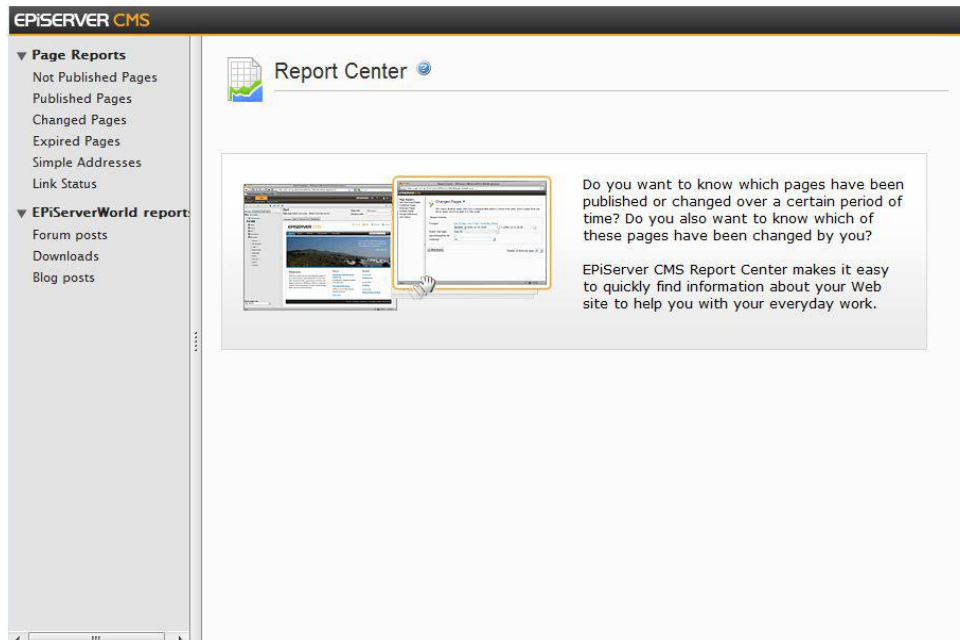 EPiSERVER CMS
Page Reports
Not Published Pages
Published Pages
Changed Pages
Expired Pages
Simple Addresses
Link Status
EPiServerWorld report
Forum posts
Downloads
Blog posts
Report Center
Changed Pages
Do you want to know which pages have been
published or changed over a certain period of
time? Do you also want to know which of
these pages have been changed by you?
EPiServer CMS Report Center makes it easy
to quickly find information about your Web
site to help you with your everyday work.